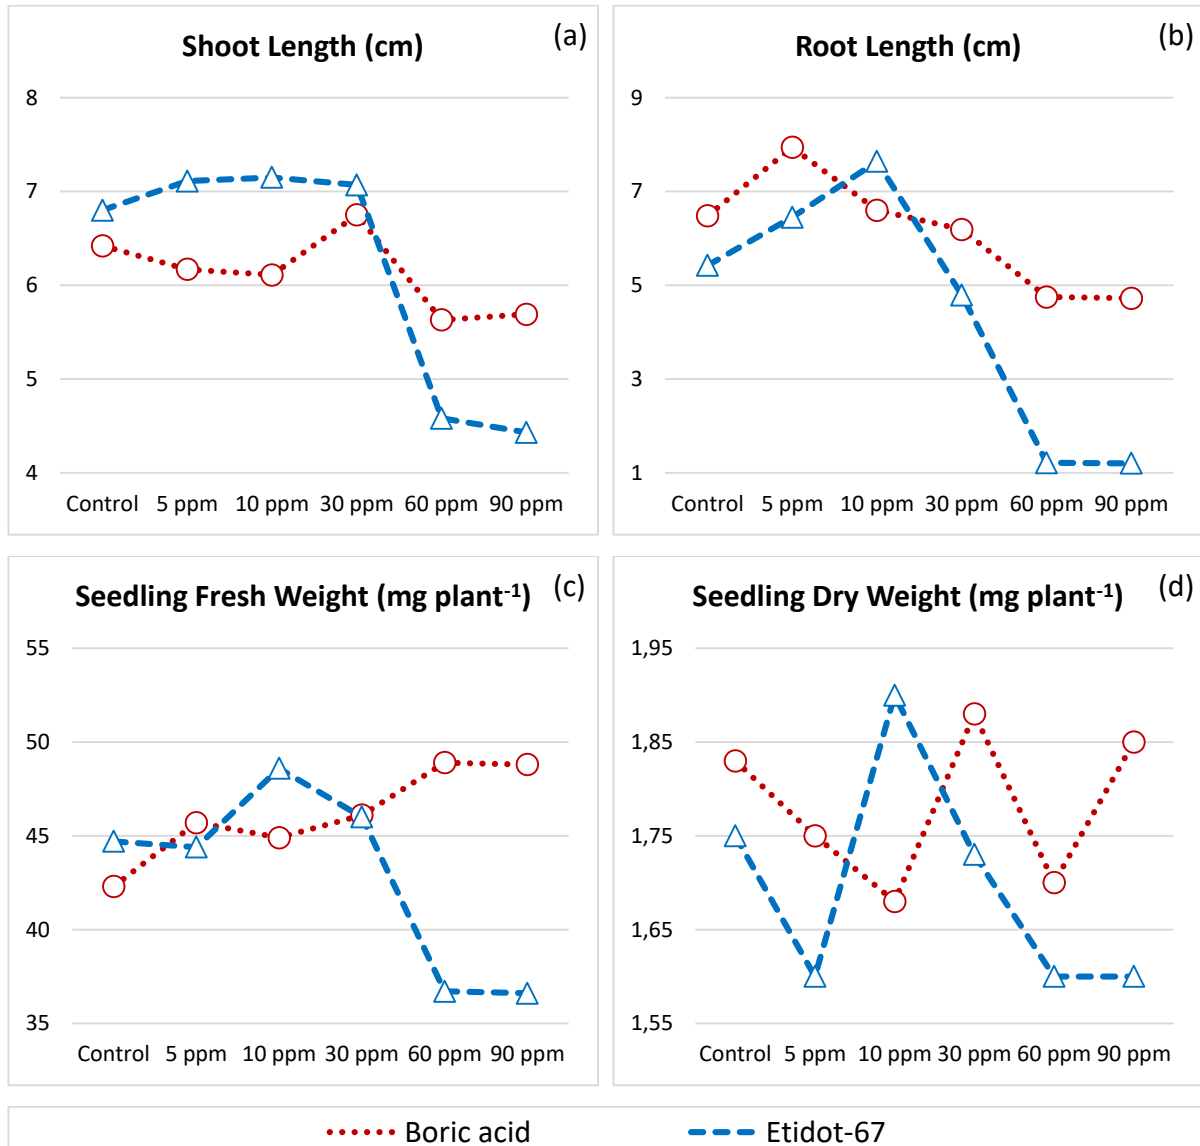 Shoot Length (cm) (a)
8
7
6
5
4
Control 5 ppm 10 ppm 30 ppm 60 ppm 90 ppm
Root Length (cm) (b)
9
7
5
3
1
Control 5 ppm 10 ppm 30 ppm 60 ppm 90 ppm
Seedling Fresh Weight (mg plant⁻¹) (c)
55
50
45
40
35
Control 5 ppm 10 ppm 30 ppm 60 ppm 90 ppm
Seedling Dry Weight (mg plant⁻¹) (d)
1,95
1,85
1,75
1,65
1,55
Control 5 ppm 10 ppm 30 ppm 60 ppm 90 ppm
Boric acid Etidot-67